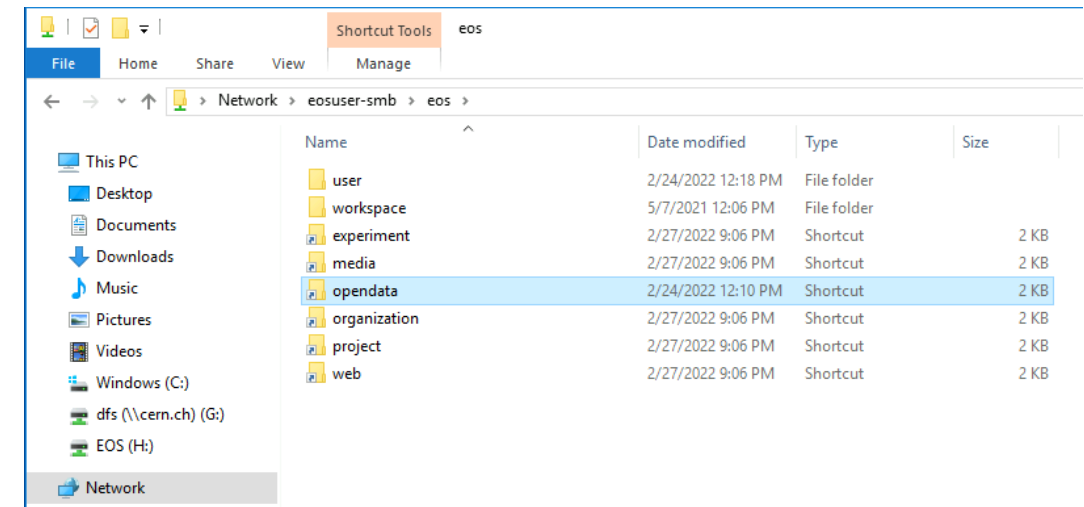 Shortcut Tools eos
File Home Share View Manage
Network > eosuser-smb > eos >
Name Date modified Type Size
This PC
Desktop
Documents
Downloads
Music
Pictures
Videos
Windows (C:)
dfs (\\cern.ch) (G:)
EOS (H:)
Network
user 2/24/2022 12:18 PM File folder
workspace 5/7/2021 12:06 PM File folder
experiment 2/27/2022 9:06 PM Shortcut 2 KB
media 2/27/2022 9:06 PM Shortcut 2 KB
opendata 2/24/2022 12:10 PM Shortcut 2 KB
organization 2/27/2022 9:06 PM Shortcut 2 KB
project 2/27/2022 9:06 PM Shortcut 2 KB
web 2/27/2022 9:06 PM Shortcut 2 KB